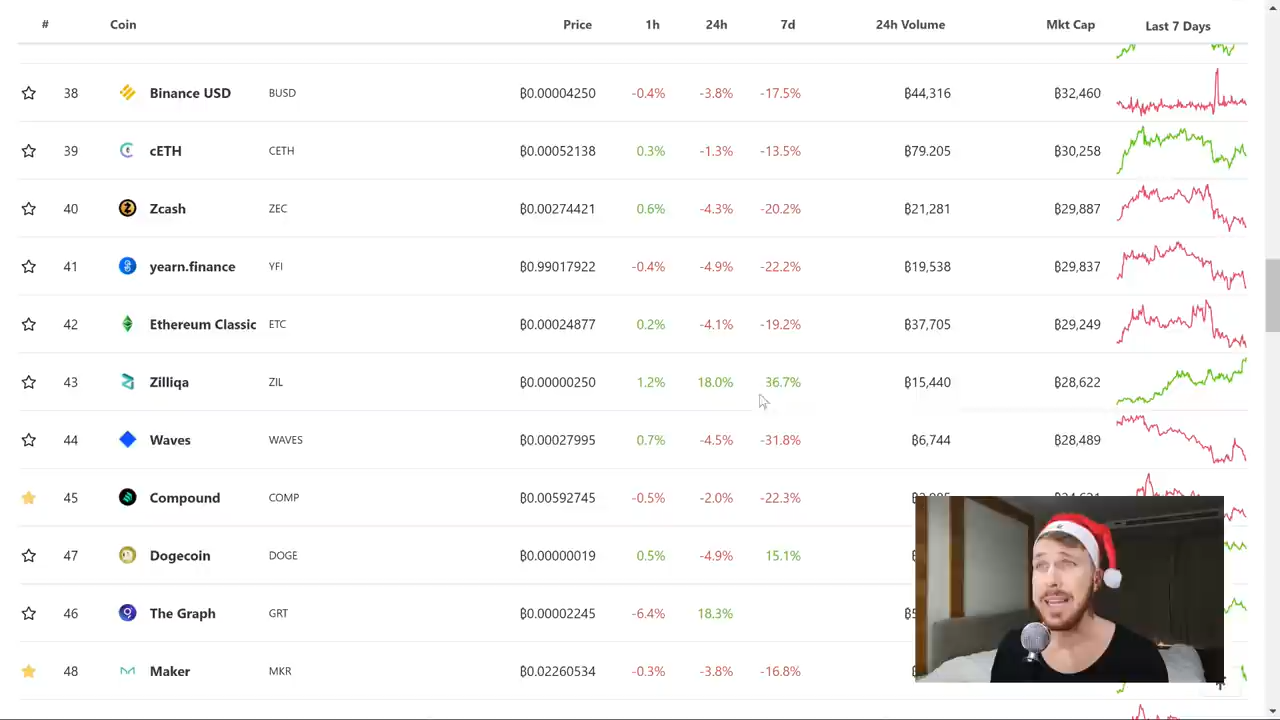 # Coin Price 1h 24h 7d 24h Volume Mkt Cap Last 7 Days
38 Binance USD BUSD ₿0.00004250 -0.4% -3.8% -17.5% ₿44,316 ₿32,460
39 cETH CETH ₿0.00052138 0.3% -1.3% -13.5% ₿79.205 ₿30,258
40 Zcash ZEC ₿0.00274421 0.6% -4.3% -20.2% ₿21,281 ₿29,887
41 yearn.finance YFI ₿0.99017922 -0.4% -4.9% -22.2% ₿19,538 ₿29,837
42 Ethereum Classic ETC ₿0.00024877 0.2% -4.1% -19.2% ₿37,705 ₿29,249
43 Zilliqa ZIL ₿0.00000250 1.2% 18.0% 36.7% ₿15,440 ₿28,622
44 Waves WAVES ₿0.00027995 0.7% -4.5% -31.8% ₿6,744 ₿28,489
45 Compound COMP ₿0.00592745 -0.5% -2.0% -22.3%
47 Dogecoin DOGE ₿0.00000019 0.5% -4.9% 15.1%
46 The Graph GRT ₿0.00002245 -6.4% 18.3%
48 Maker MKR ₿0.02260534 -0.3% -3.8% -16.8%